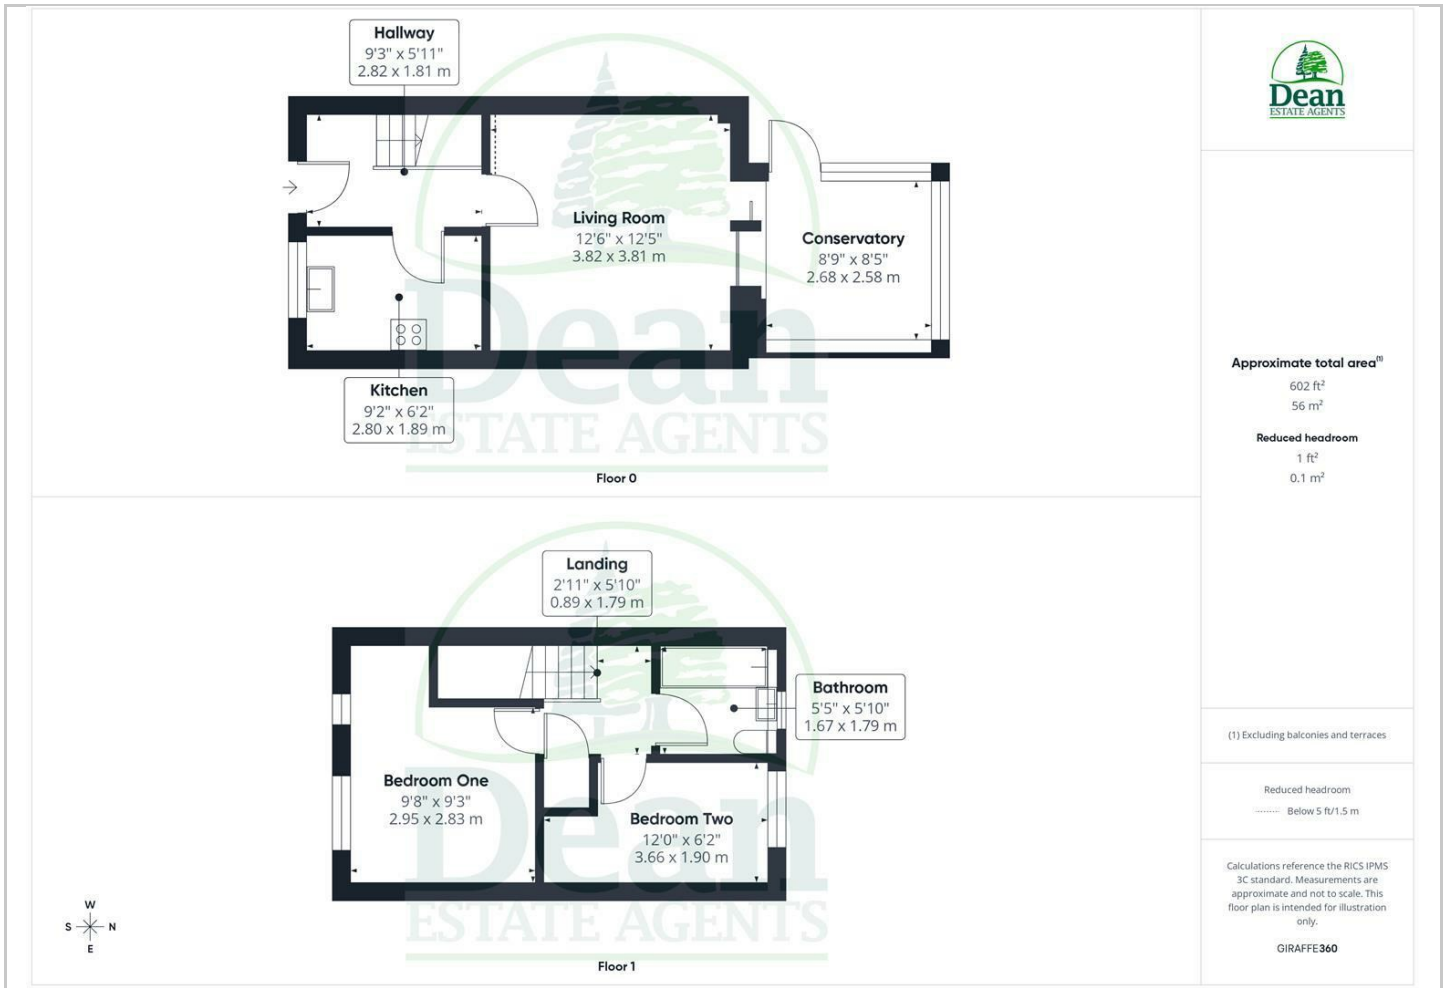 Hallway
9'3" x 5'11"
2.82 x 1.81 m
Living Room
12'6" x 12'5"
3.82 x 3.81 m
Conservatory
8'9" x 8'5"
2.68 x 2.58 m
Kitchen
9'2" x 6'2"
2.80 x 1.89 m
Dean
ESTATE AGENTS
Floor 0
Landing
2'11" x 5'10"
0.89 x 1.79 m
Bathroom
5'5" x 5'10"
1.67 x 1.79 m
Bedroom One
9'8" x 9'3"
2.95 x 2.83 m
Bedroom Two
12'0" x 6'2"
3.66 x 1.90 m
Dean
ESTATE AGENTS
Floor 1
W
S N
E
Dean
ESTATE AGENTS
Approximate total area(1)
602 ft²
56 m²
Reduced headroom
1 ft²
0.1 m²
(1) Excluding balconies and terraces
Reduced headroom
Below 5 ft/1.5 m
Calculations reference the RICS IPMS
3C standard. Measurements are
approximate and not to scale. This
floor plan is intended for illustration
only.
GIRAFFE360